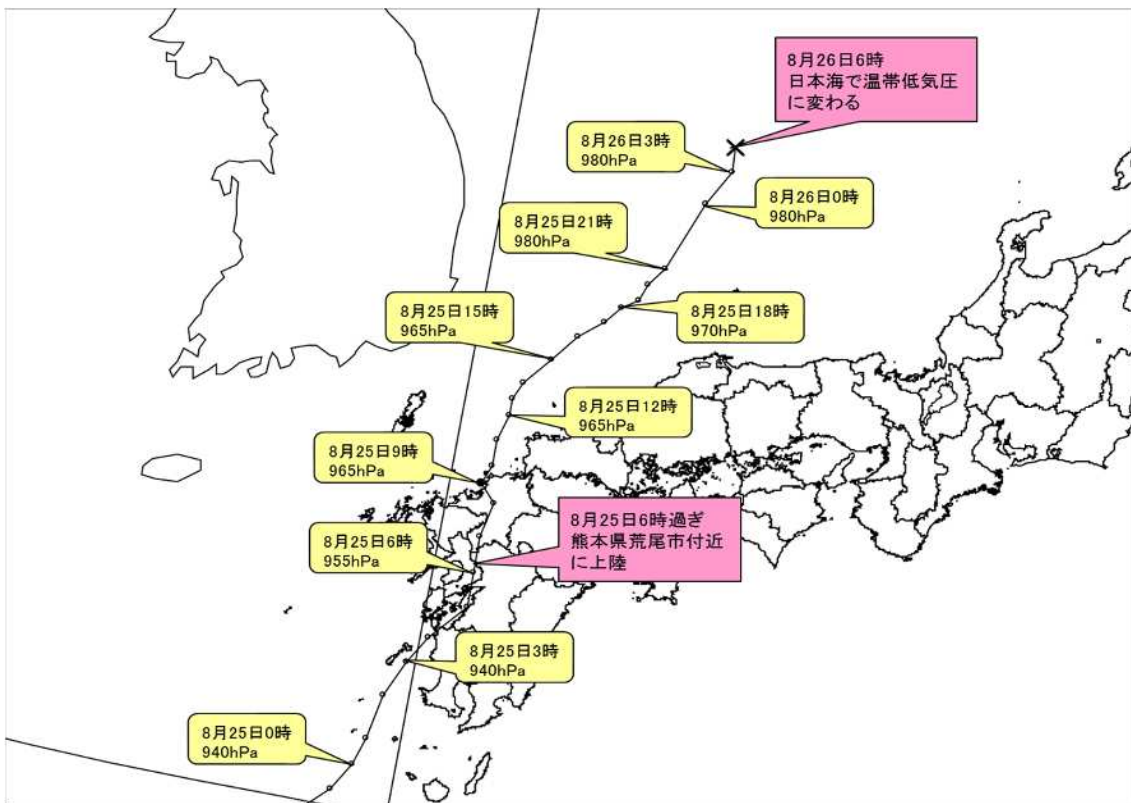 8月26日6時
日本海で温帯低気圧
に変わる
8月26日3時
980hPa
8月26日0時
980hPa
8月25日21時
980hPa
8月25日15時
965hPa
8月25日18時
970hPa
8月25日12時
965hPa
8月25日9時
965hPa
8月25日6時過ぎ
熊本県荒尾市付近
に上陸
8月25日6時
955hPa
8月25日3時
940hPa
8月25日0時
940hPa